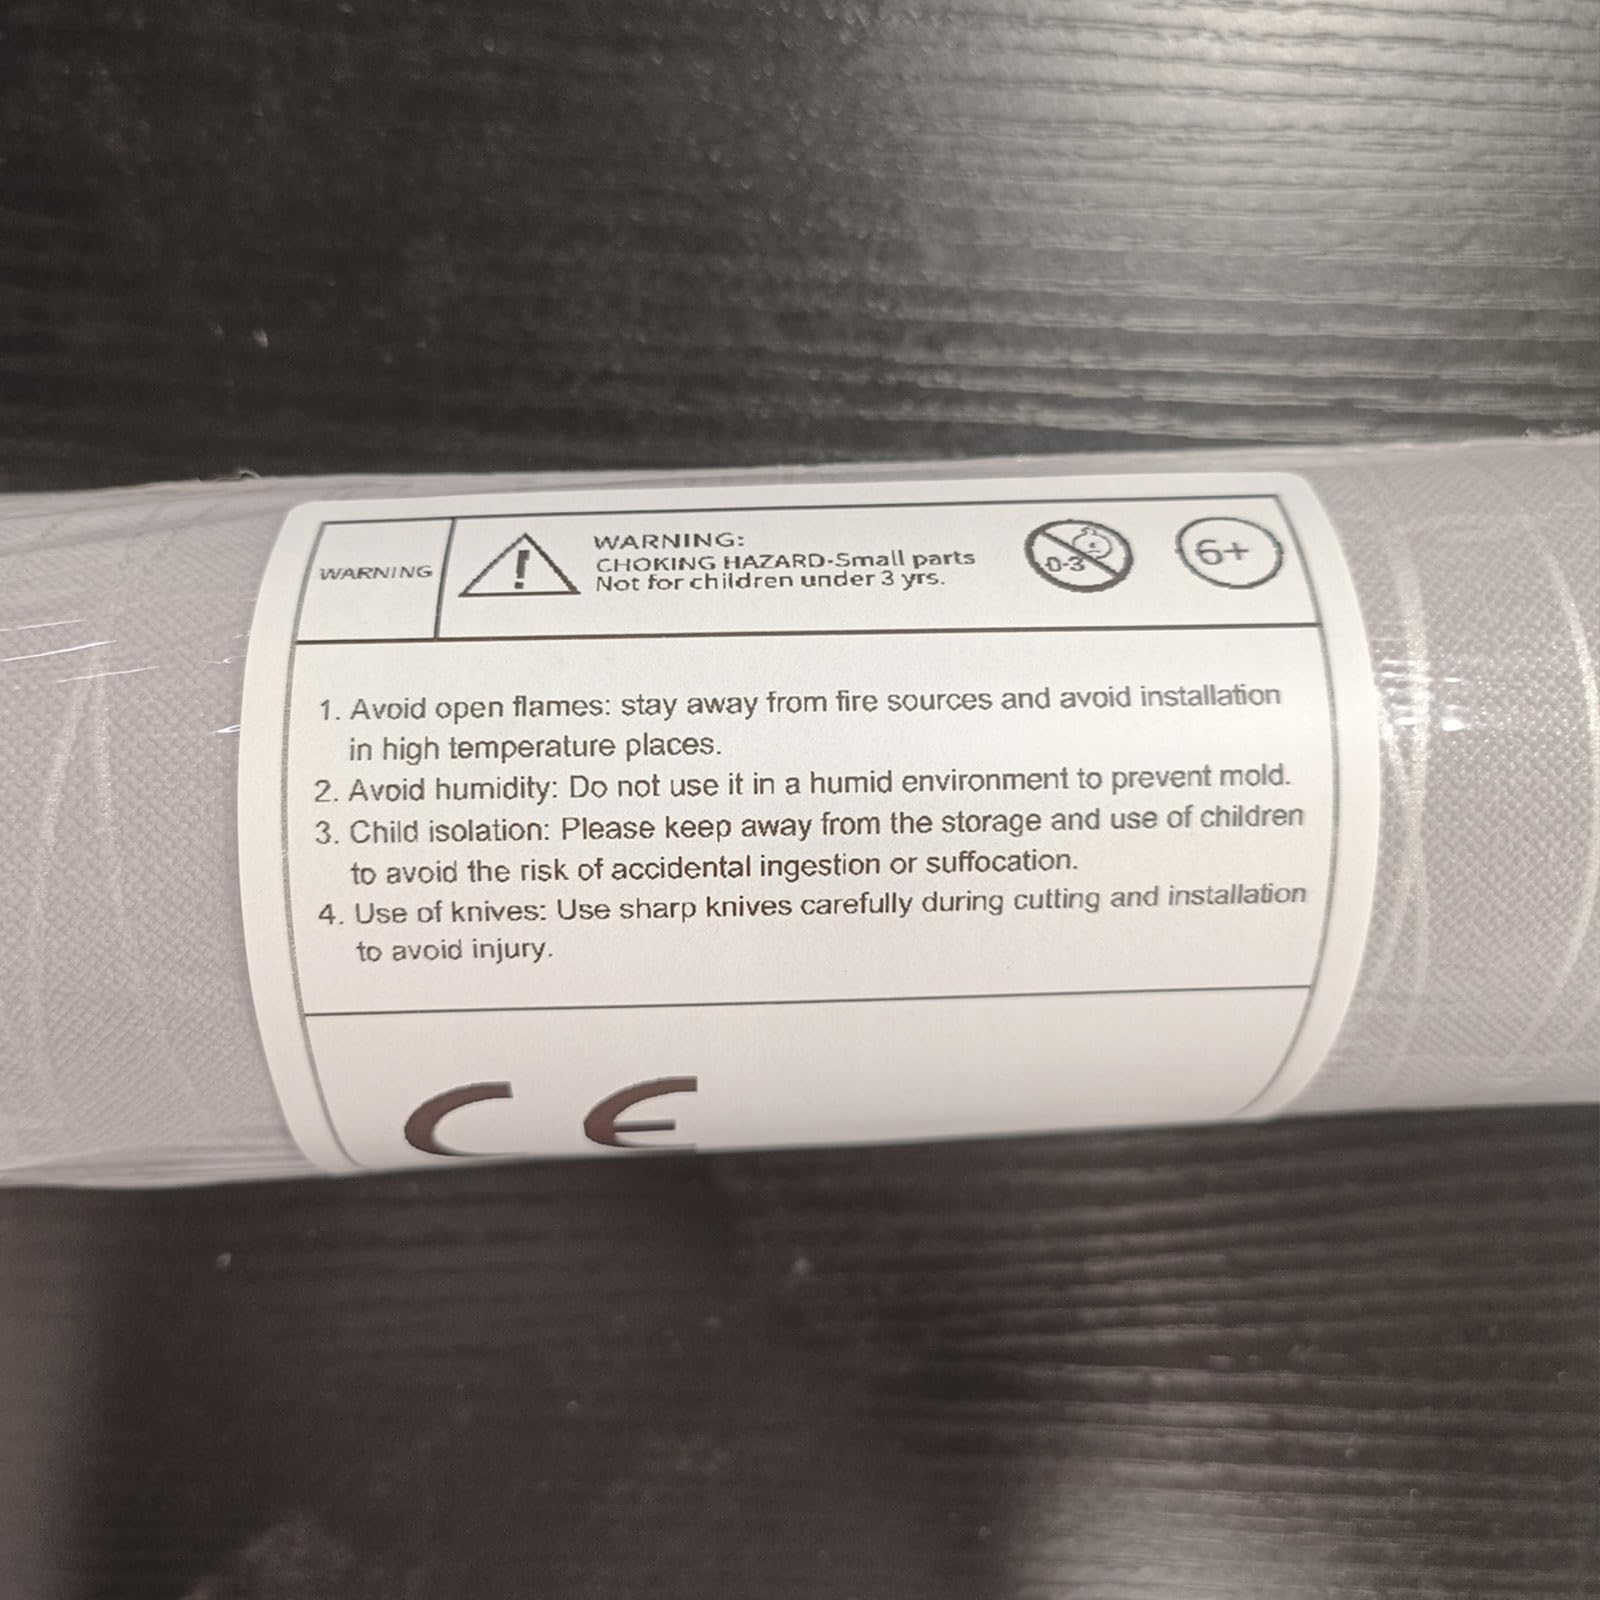 WARNING
WARNING:
CHOKING HAZARD-Small parts
Not for children under 3 yrs.
0-3
6+
1. Avoid open flames: stay away from fire sources and avoid installation
in high temperature places.
2. Avoid humidity: Do not use it in a humid environment to prevent mold.
3. Child isolation: Please keep away from the storage and use of children
to avoid the risk of accidental ingestion or suffocation.
4. Use of knives: Use sharp knives carefully during cutting and installation
to avoid injury.
CE